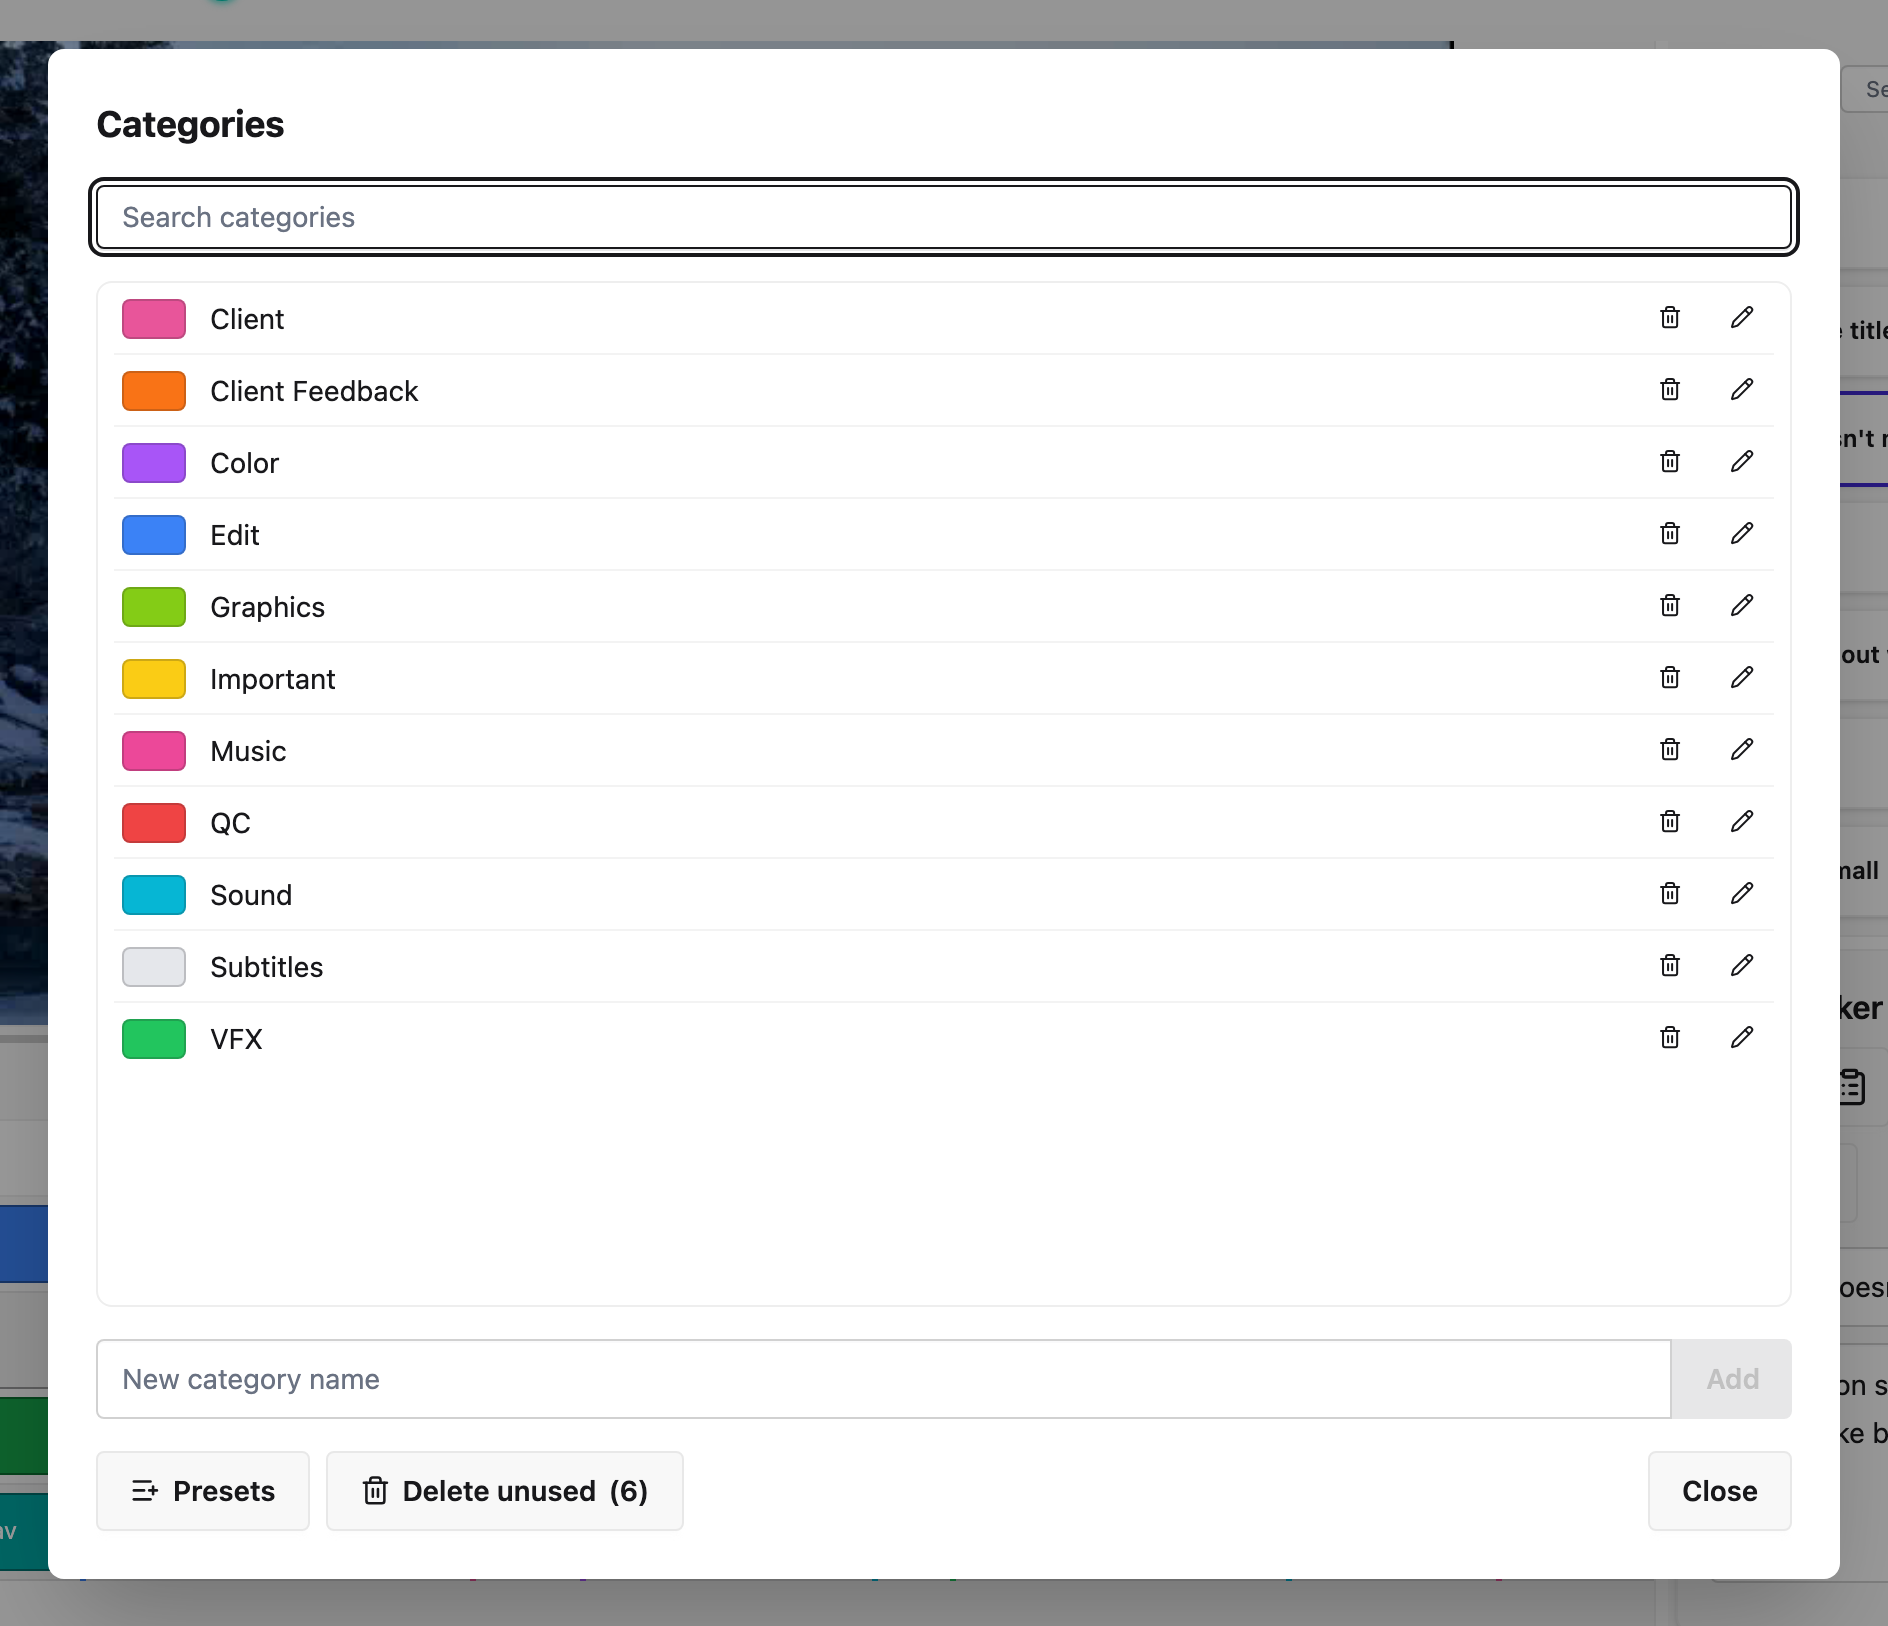 Categories
Search categories
Client
Client Feedback
Color
Edit
Graphics
Important
Music
QC
Sound
Subtitles
VFX
New category name
Add
Presets
Delete unused (6)
Close